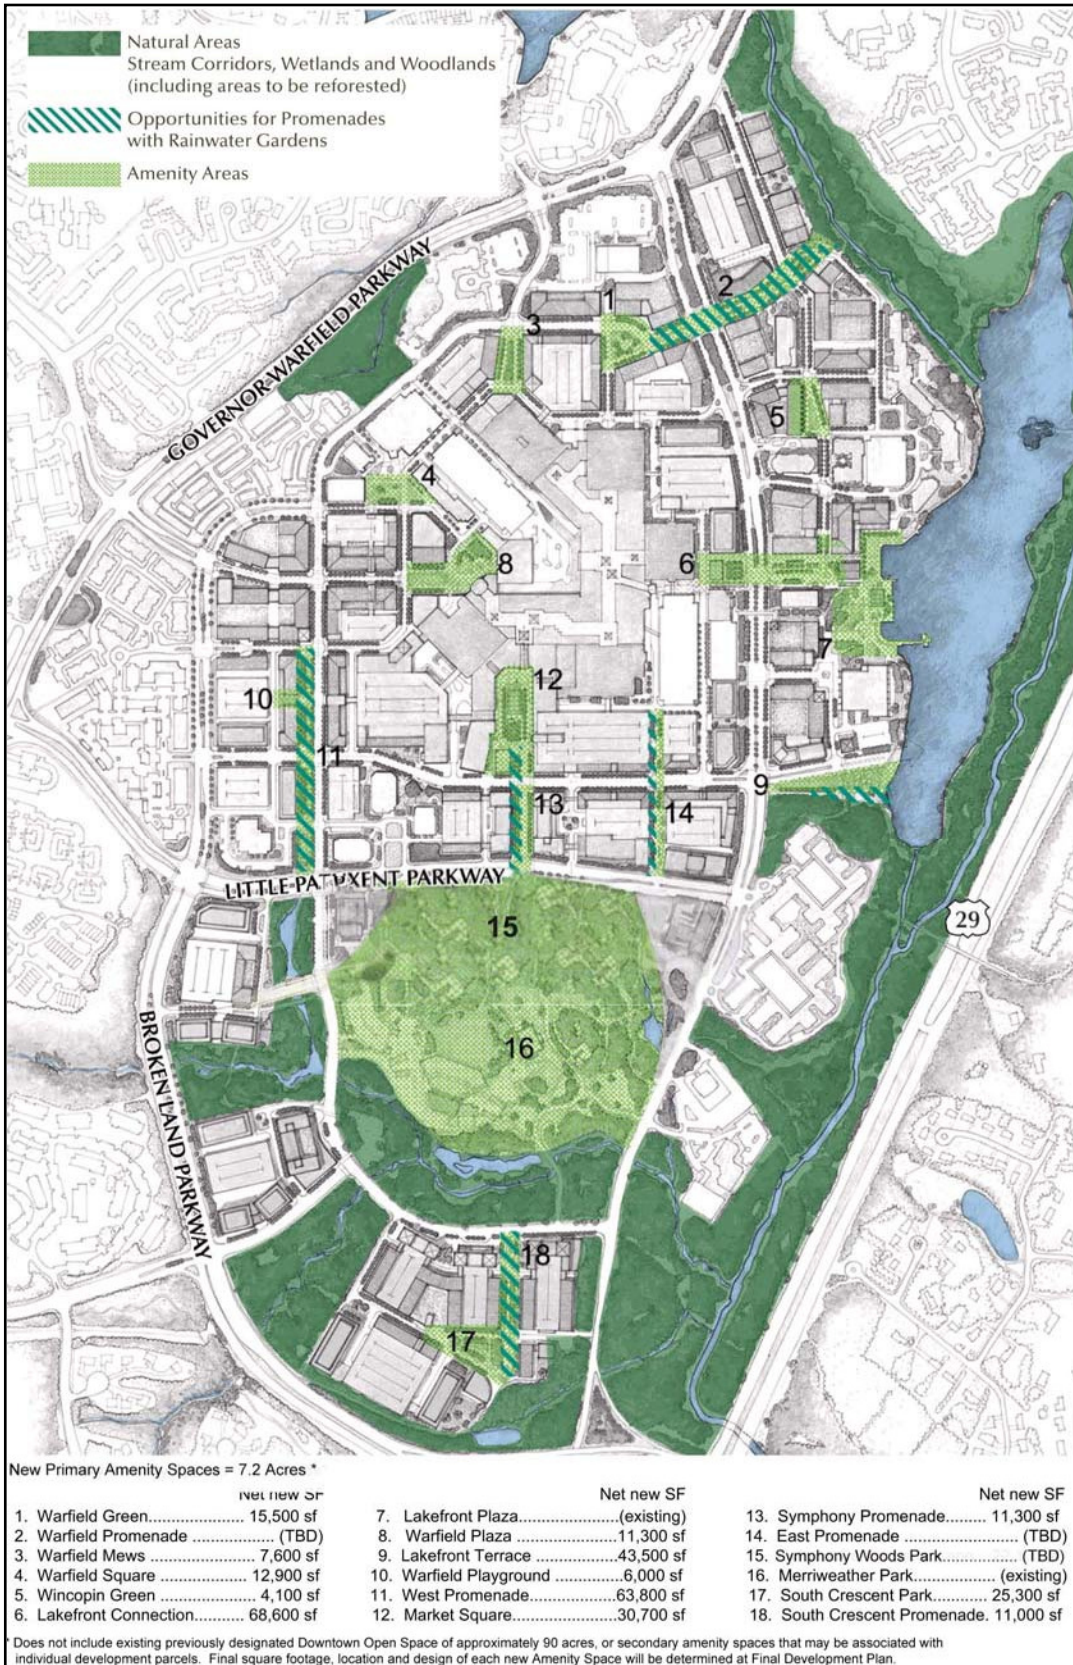 Natural Areas
Stream Corridors, Wetlands and Woodlands
(including areas to be reforested)
Opportunities for Promenades
with Rainwater Gardens
Amenity Areas
GOVERNOR WARFIELD PARKWAY
1
2
3
4
5
6
7
8
9
10
11
12
13
14
LITTLE PATUXENT PARKWAY
15
29
16
BROKEN LAND PARKWAY
18
17
New Primary Amenity Spaces = 7.2 Acres *
Net new SF
1. Warfield Green.................... 15,500 sf
2. Warfield Promenade ............... (TBD)
3. Warfield Mews ..................... 7,600 sf
4. Warfield Square .................. 12,900 sf
5. Wincopin Green .................... 4,100 sf
6. Lakefront Connection........... 68,600 sf
Net new SF
7. Lakefront Plaza...................(existing)
8. Warfield Plaza ....................11,300 sf
9. Lakefront Terrace ................43,500 sf
10. Warfield Playground ............6,000 sf
11. West Promenade..................63,800 sf
12. Market Square.....................30,700 sf
Net new SF
13. Symphony Promenade......... 11,300 sf
14. East Promenade .................. (TBD)
15. Symphony Woods Park........... (TBD)
16. Merriweather Park.............. (existing)
17. South Crescent Park........... 25,300 sf
18. South Crescent Promenade. 11,000 sf
* Does not include existing previously designated Downtown Open Space of approximately 90 acres, or secondary amenity spaces that may be associated with
individual development parcels. Final square footage, location and design of each new Amenity Space will be determined at Final Development Plan.